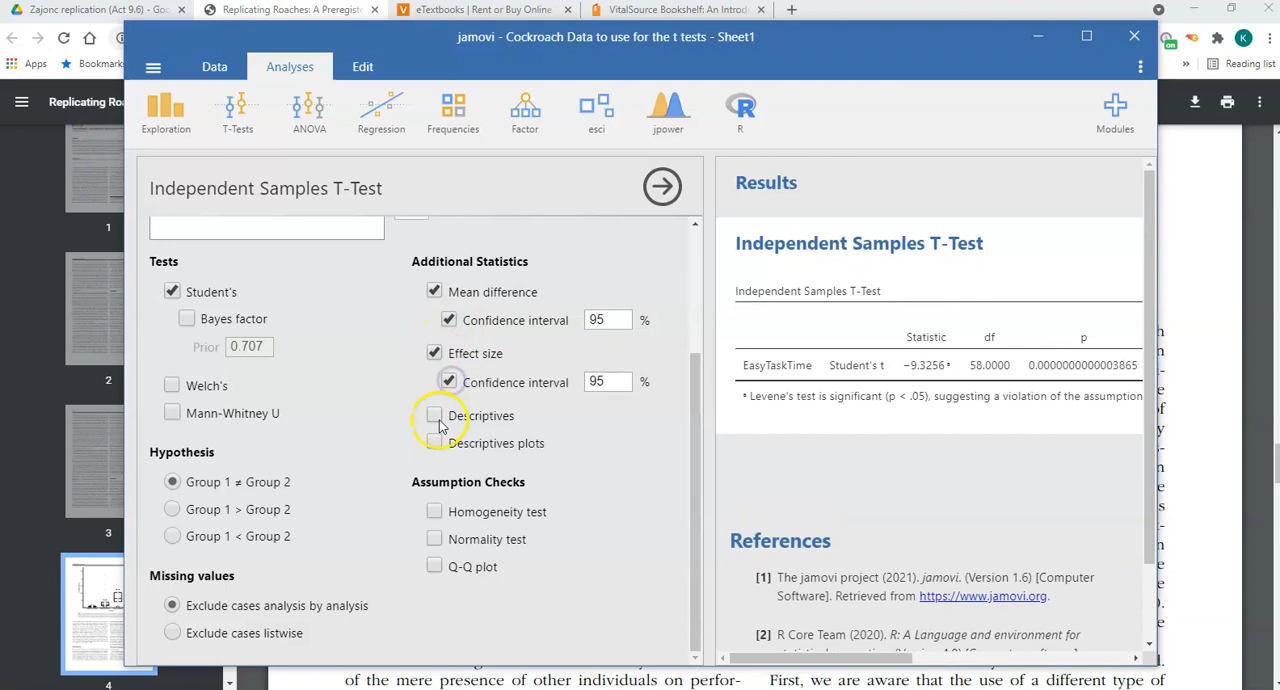 Zajonc replication (Act 9.6) - Goo
Replicating Roaches: A Preregiste
eTextbooks | Rent or Buy Online
VitalSource Bookshelf: An Introd
jamovi - Cockroach Data to use for the t tests - Sheet1
Apps
Bookmark
Reading list
K
on
Data
Analyses
Edit
Replicating Roa
Exploration
T-Tests
ANOVA
Regression
Frequencies
Factor
esci
jpower
R
Modules
Independent Samples T-Test
Tests
Student's
Bayes factor
Prior 0.707
Welch's
Mann-Whitney U
Hypothesis
Group 1 ≠ Group 2
Group 1 > Group 2
Group 1 < Group 2
Missing values
Exclude cases analysis by analysis
Exclude cases listwise
Additional Statistics
Mean difference
Confidence interval 95 %
Effect size
Confidence interval 95 %
Descriptives
Descriptives plots
Assumption Checks
Homogeneity test
Normality test
Q-Q plot
Results
Independent Samples T-Test
Independent Samples T-Test
Statistic df p
EasyTaskTime Student's t −9.3256 ᵃ 58.0000 0.0000000000003865
ᵃ Levene's test is significant (p < .05), suggesting a violation of the assumption
References
[1] The jamovi project (2021). jamovi. (Version 1.6) [Computer
Software]. Retrieved from https://www.jamovi.org.
[2] R Core Team (2020). R: A Language and environment for
1
2
3
4
of the mere presence of other individuals on perfor-
First, we are aware that the use of a different type of